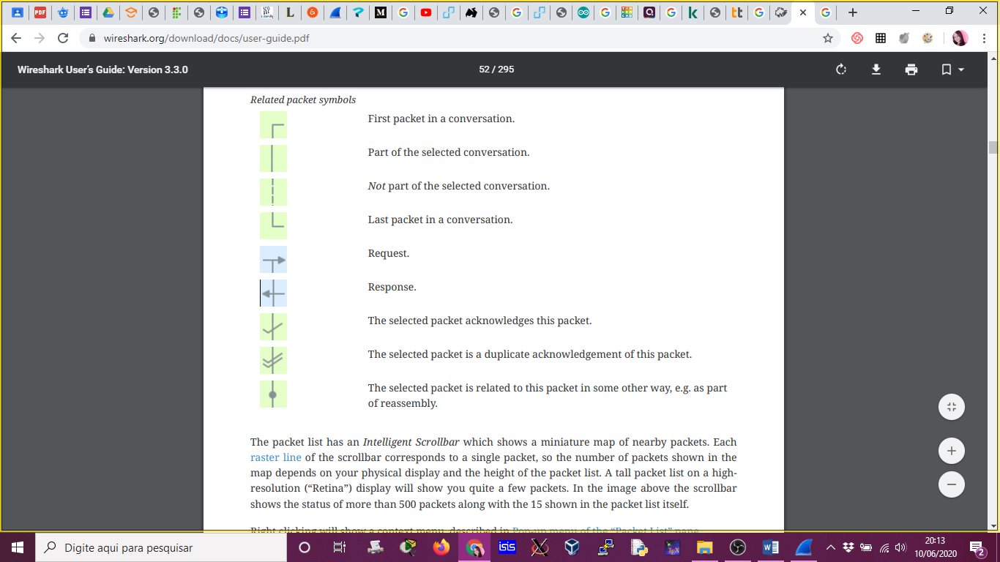 wireshark.org/download/docs/user-guide.pdf
Wireshark User's Guide: Version 3.3.0
52 / 295
Related packet symbols
First packet in a conversation.
Part of the selected conversation.
Not part of the selected conversation.
Last packet in a conversation.
Request.
Response.
The selected packet acknowledges this packet.
The selected packet is a duplicate acknowledgement of this packet.
The selected packet is related to this packet in some other way, e.g. as part
of reassembly.
The packet list has an Intelligent Scrollbar which shows a miniature map of nearby packets. Each
raster line of the scrollbar corresponds to a single packet, so the number of packets shown in the
map depends on your physical display and the height of the packet list. A tall packet list on a high-
resolution (“Retina”) display will show you quite a few packets. In the image above the scrollbar
shows the status of more than 500 packets along with the 15 shown in the packet list itself.
Right clicking will show a context menu, described in Pop-up menu of the “Packet List” pane
Digite aqui para pesquisar
isis
20:13
10/06/2020
2